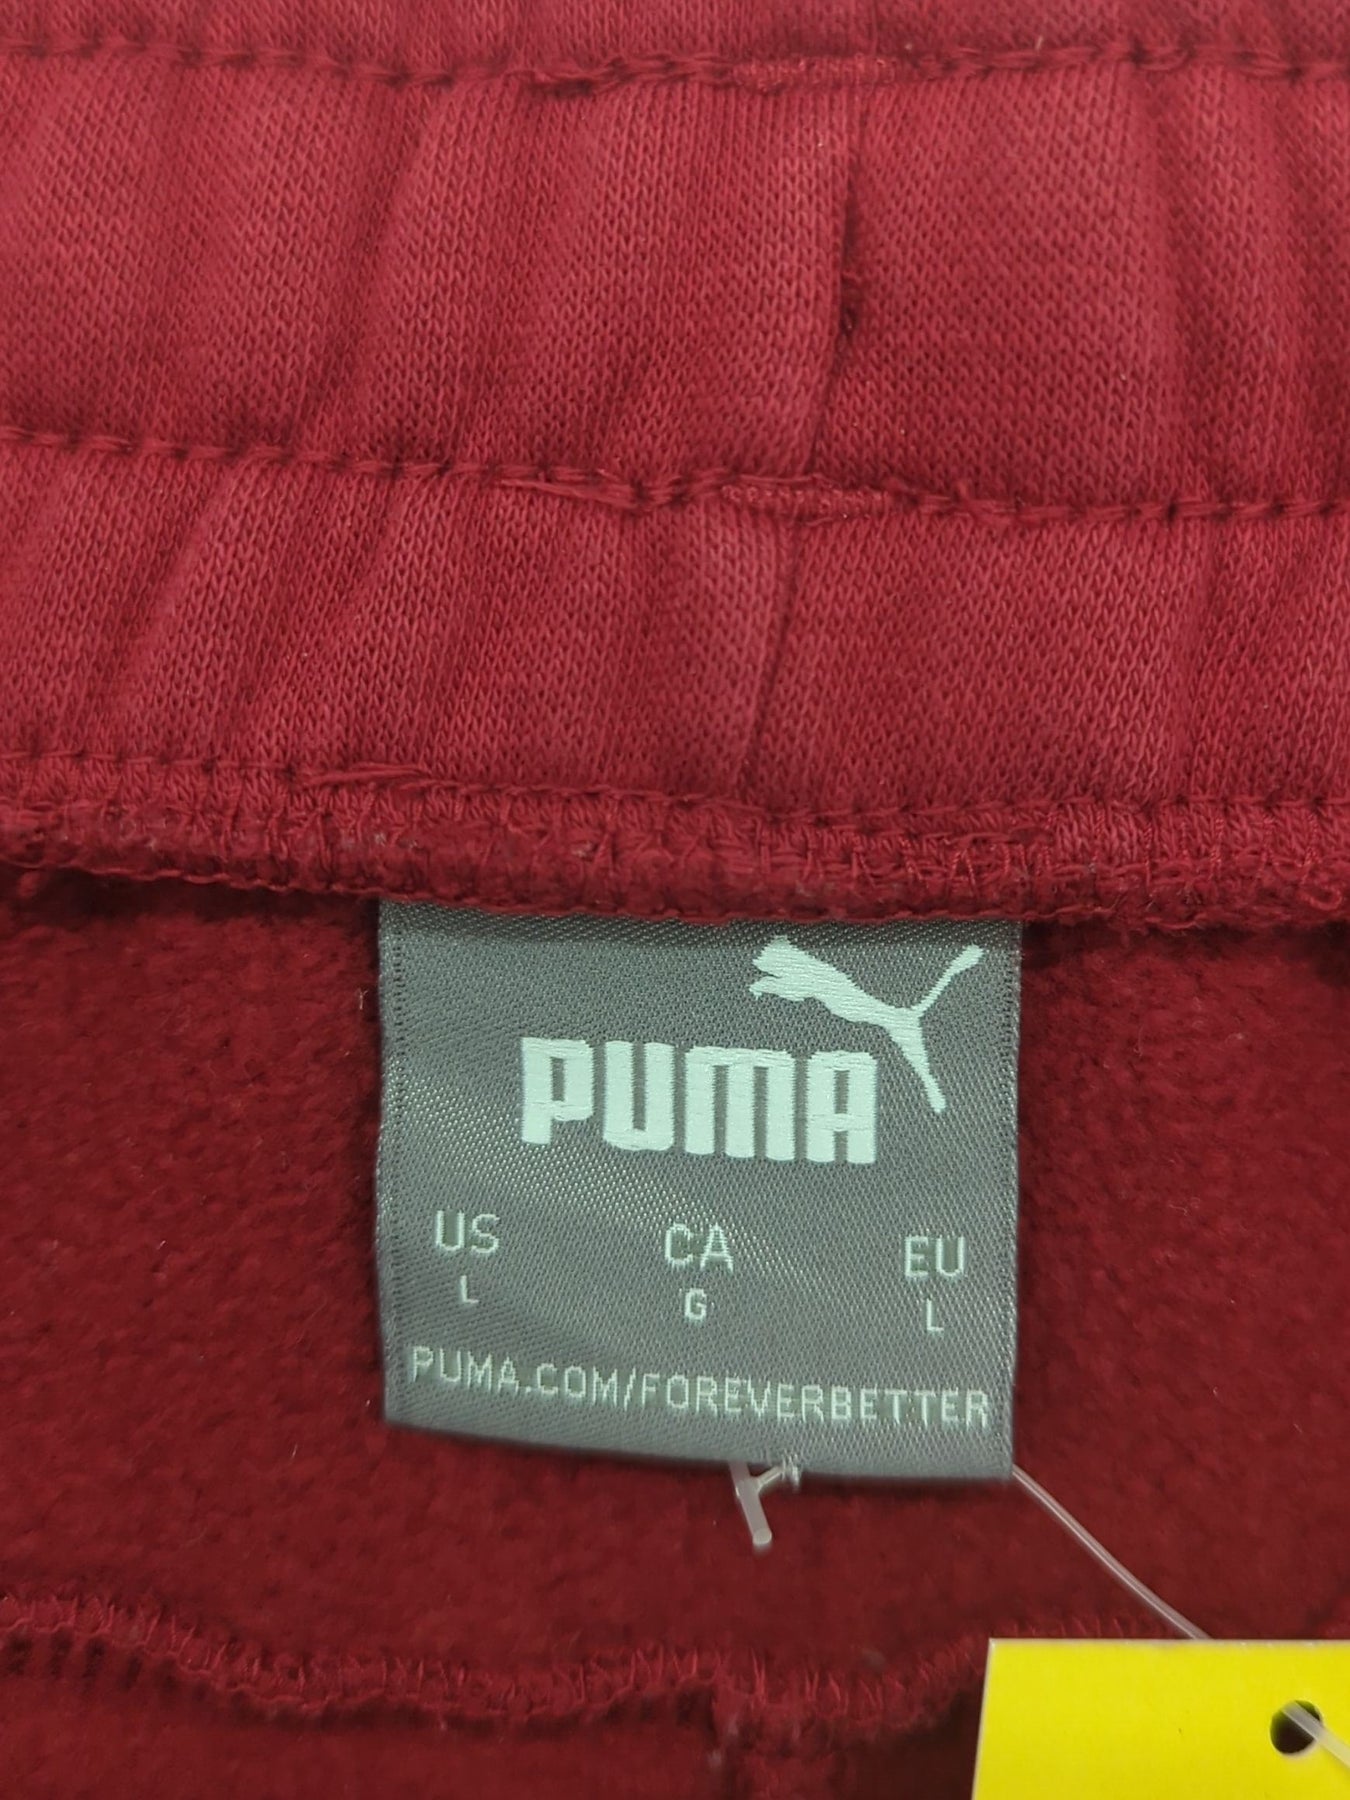 PUMA
US CA EU
L G L
PUMA.COM/FOREVERBETTER